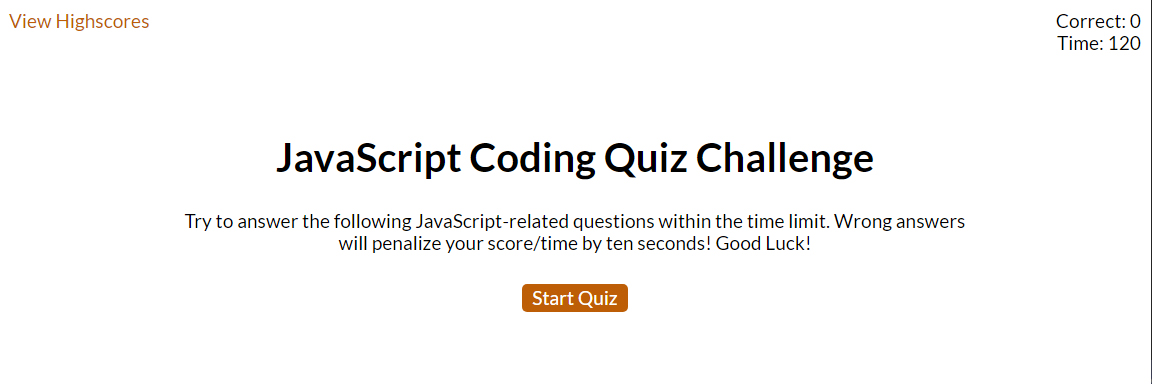 View Highscores
Correct: 0
Time: 120
JavaScript Coding Quiz Challenge
Try to answer the following JavaScript-related questions within the time limit. Wrong answers
will penalize your score/time by ten seconds! Good Luck!
Start Quiz